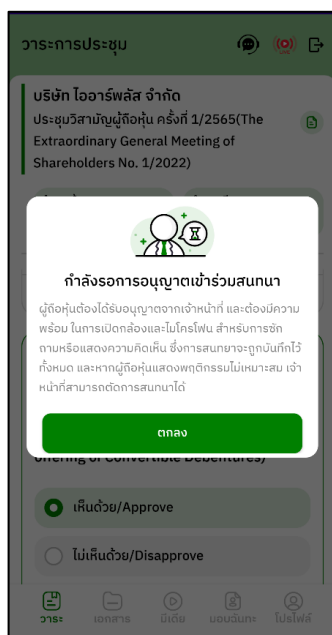 วาระการประชุม
บริษัท ไออาร์พลัส จำกัด
ประชุมวิสามัญผู้ถือหุ้น ครั้งที่ 1/2565(The
Extraordinary General Meeting of
Shareholders No. 1/2022)
กำลังรอการอนุญาตเข้าร่วมสนทนา
ผู้ถือหุ้นต้องได้รับอนุญาตจากเจ้าหน้าที่ และต้องมีความ
พร้อม ในการเปิดกล้องและไมโครโฟน สำหรับการซัก
ถามหรือแสดงความคิดเห็น ซึ่งการสนทยาจะถูกบันทึกไว้
ทั้งหมด และหากผู้ถือหุ้นแสดงพฤติกรรมไม่เหมาะสม เจ้า
หน้าที่สามารถตัดการสนทนาได้
ตกลง
offering of Convertible Debentures)
เห็นด้วย/Approve
ไม่เห็นด้วย/Disapprove
วาระ
เอกสาร
มีเดีย
มอบฉันทะ
โปรไฟล์